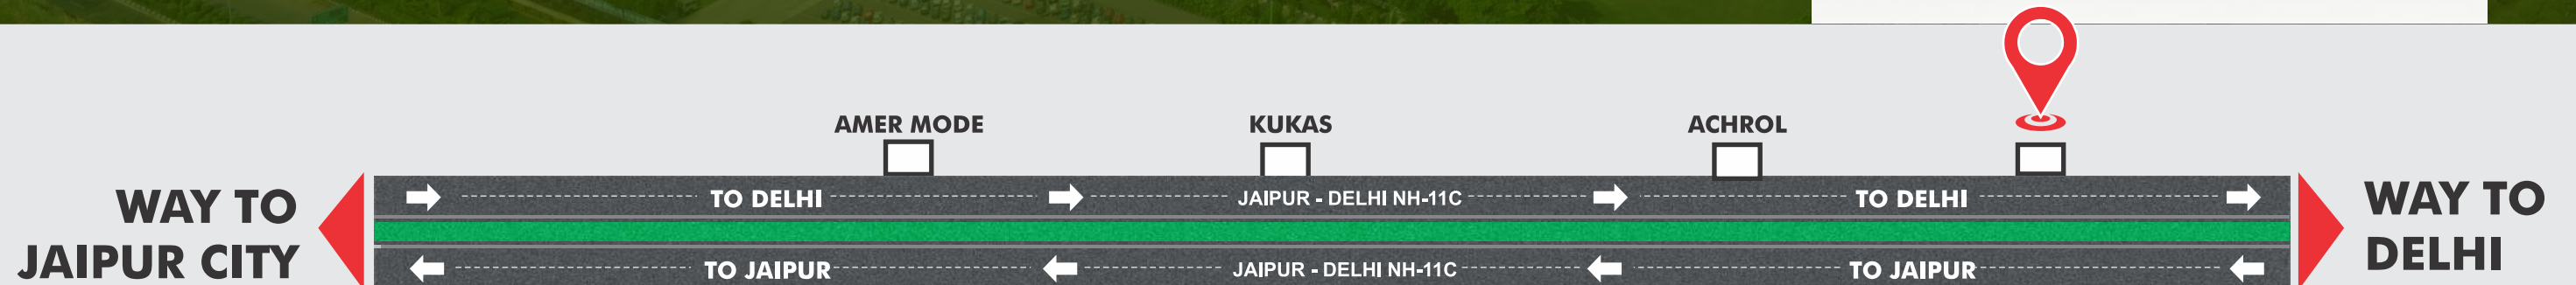 AMER MODE
KUKAS
ACHROL
WAY TO
JAIPUR CITY
TO DELHI
JAIPUR - DELHI NH-11C
TO DELHI
TO JAIPUR
JAIPUR - DELHI NH-11C
TO JAIPUR
WAY TO
DELHI